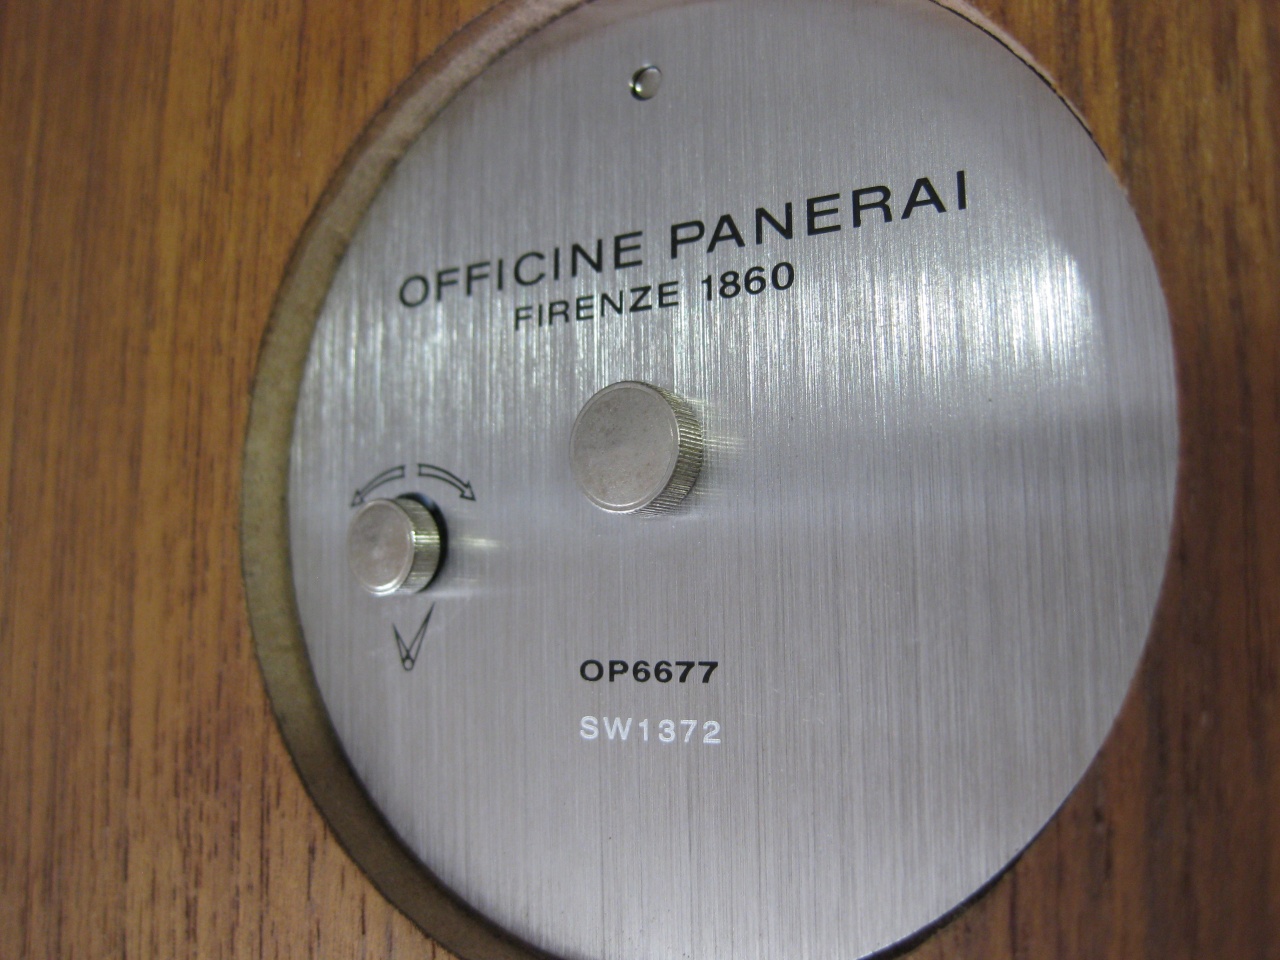 OFFICINE PANERAI
FIRENZE 1860
OP6677
SW1372